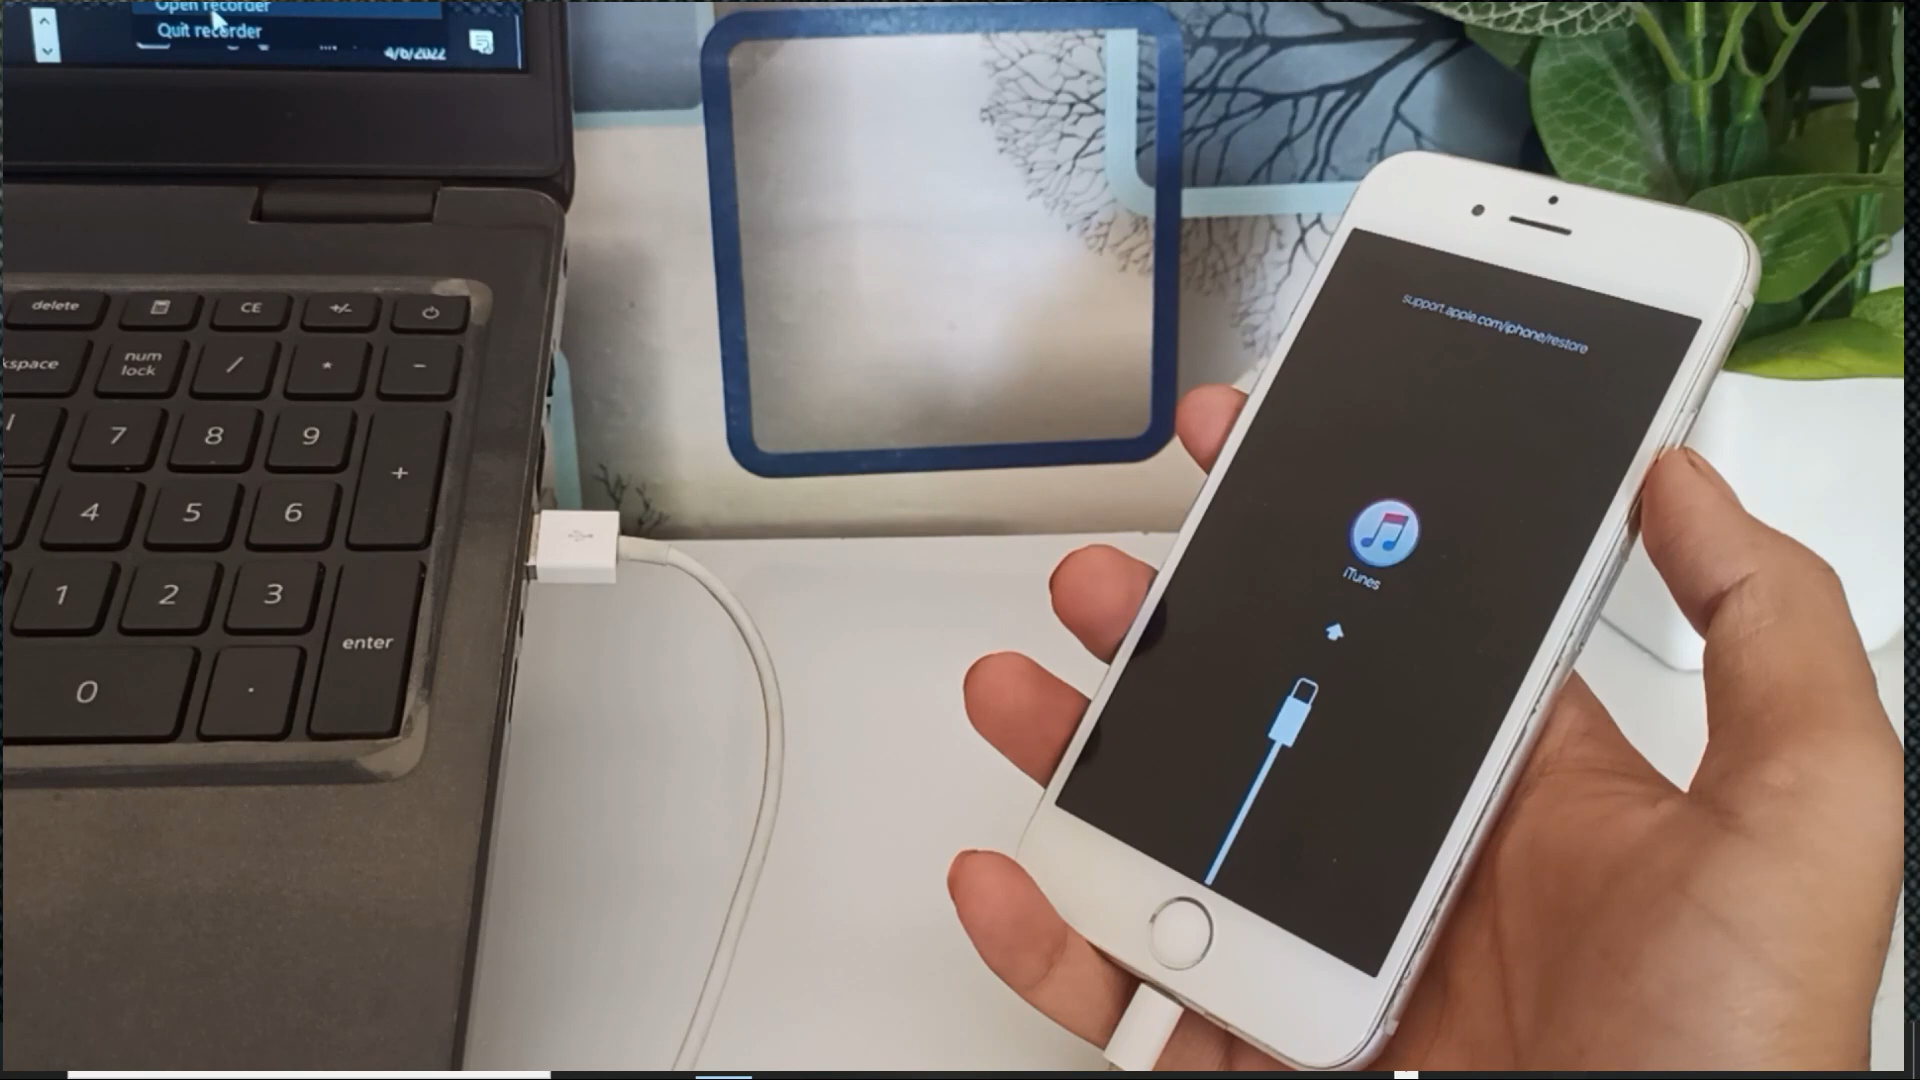 Open recorder
Quit recorder
4/6/2022
delete
CE
+/-
kspace
num
lock
/
*
-
7
8
9
+
4
5
6
1
2
3
enter
0
.
support.apple.com/iphone/restore
iTunes